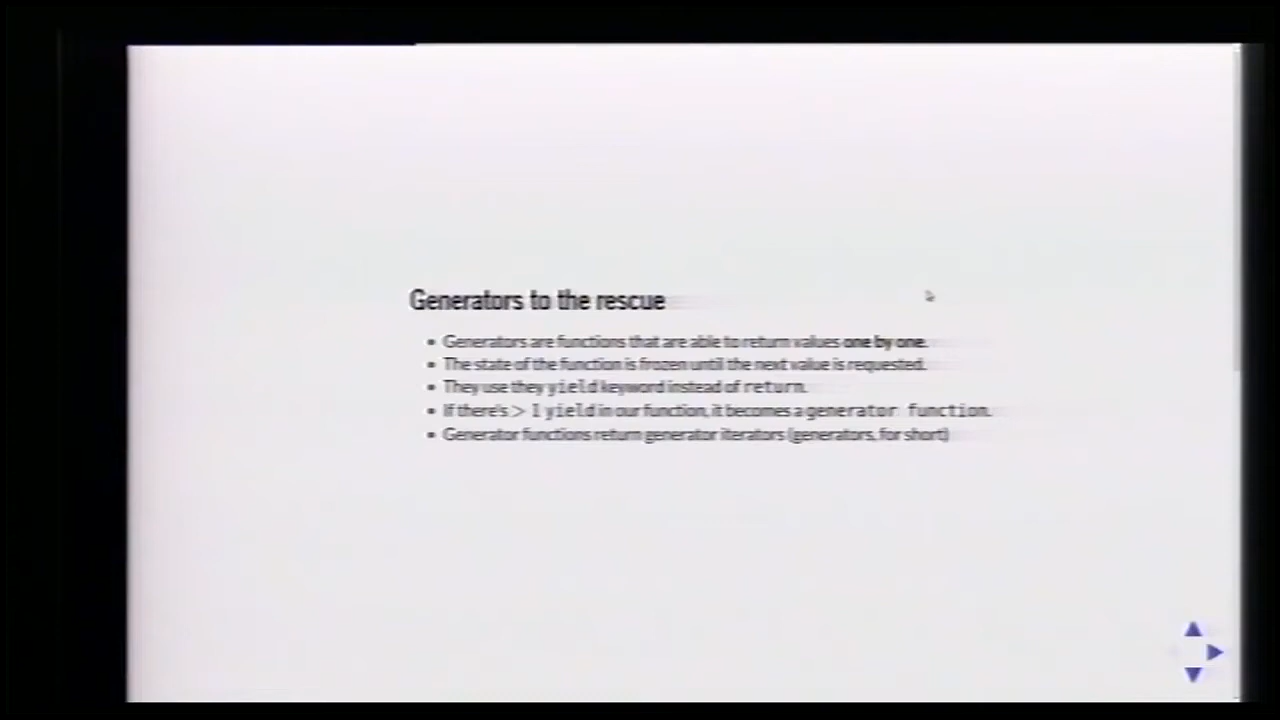 Generators to the rescue
Generators are functions that are able to return values one by one.
The state of the function is frozen until the next value is requested.
They use they yield keyword instead of return.
If there's > 1 yield in our function, it becomes a generator function.
Generator functions return generator iterators (generators, for short)